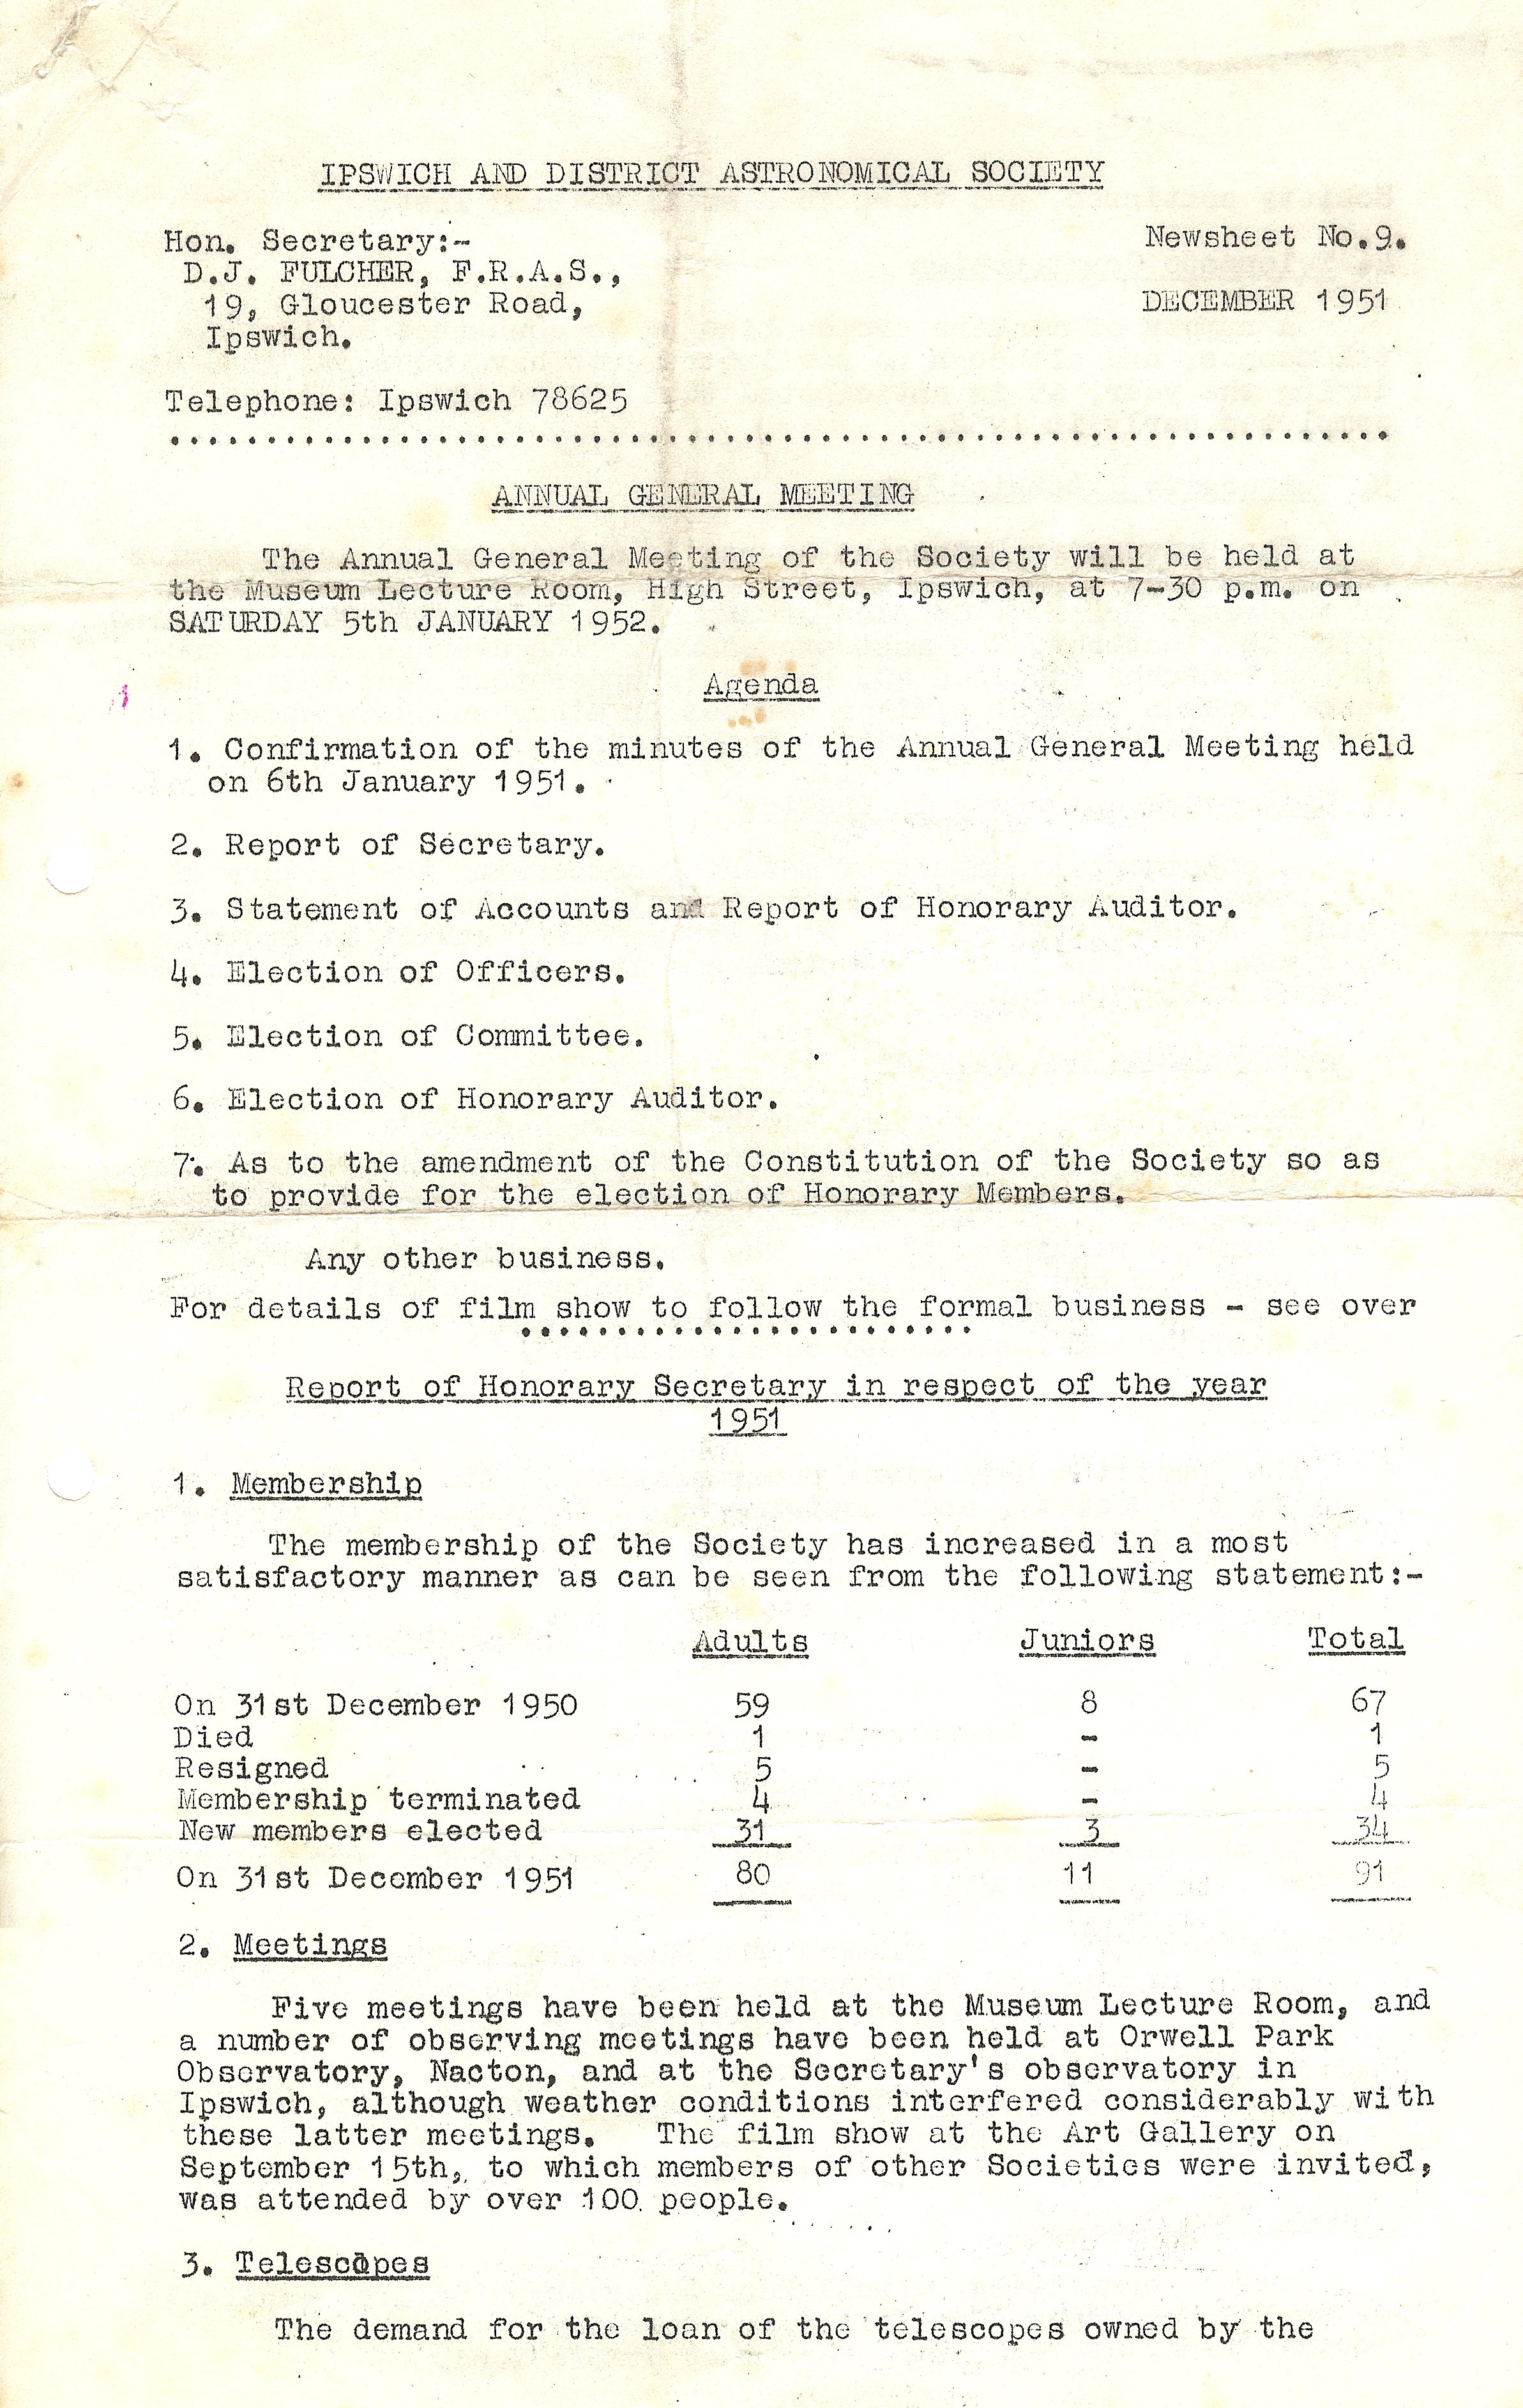 IPSWICH AND DISTRICT ASTRONOMICAL SOCIETY
Hon. Secretary:-
D.J. FULCHER, F.R.A.S.,
19, Gloucester Road,
Ipswich.
Newsheet No.9.
DECEMBER 1951
Telephone: Ipswich 78625
................................................................
ANNUAL GENERAL MEETING
The Annual General Meeting of the Society will be held at
the Museum Lecture Room, High Street, Ipswich, at 7-30 p.m. on
SATURDAY 5th JANUARY 1952.
Agenda
1. Confirmation of the minutes of the Annual General Meeting held
on 6th January 1951.
2. Report of Secretary.
3. Statement of Accounts and Report of Honorary Auditor.
4. Election of Officers.
5. Election of Committee.
6. Election of Honorary Auditor.
7. As to the amendment of the Constitution of the Society so as
to provide for the election of Honorary Members.
Any other business.
For details of film show to follow the formal business - see over
........................
Report of Honorary Secretary in respect of the year
1951
1. Membership
The membership of the Society has increased in a most
satisfactory manner as can be seen from the following statement:-
Adults Juniors Total
On 31st December 1950 59 8 67
Died 1 - 1
Resigned 5 - 5
Membership terminated 4 - 4
New members elected 31 3 34
On 31st December 1951 80 11 91
2. Meetings
Five meetings have been held at the Museum Lecture Room, and
a number of observing meetings have been held at Orwell Park
Observatory, Nacton, and at the Secretary's observatory in
Ipswich, although weather conditions interfered considerably with
these latter meetings. The film show at the Art Gallery on
September 15th, to which members of other Societies were invited,
was attended by over 100 people.
3. Telescopes
The demand for the loan of the telescopes owned by the